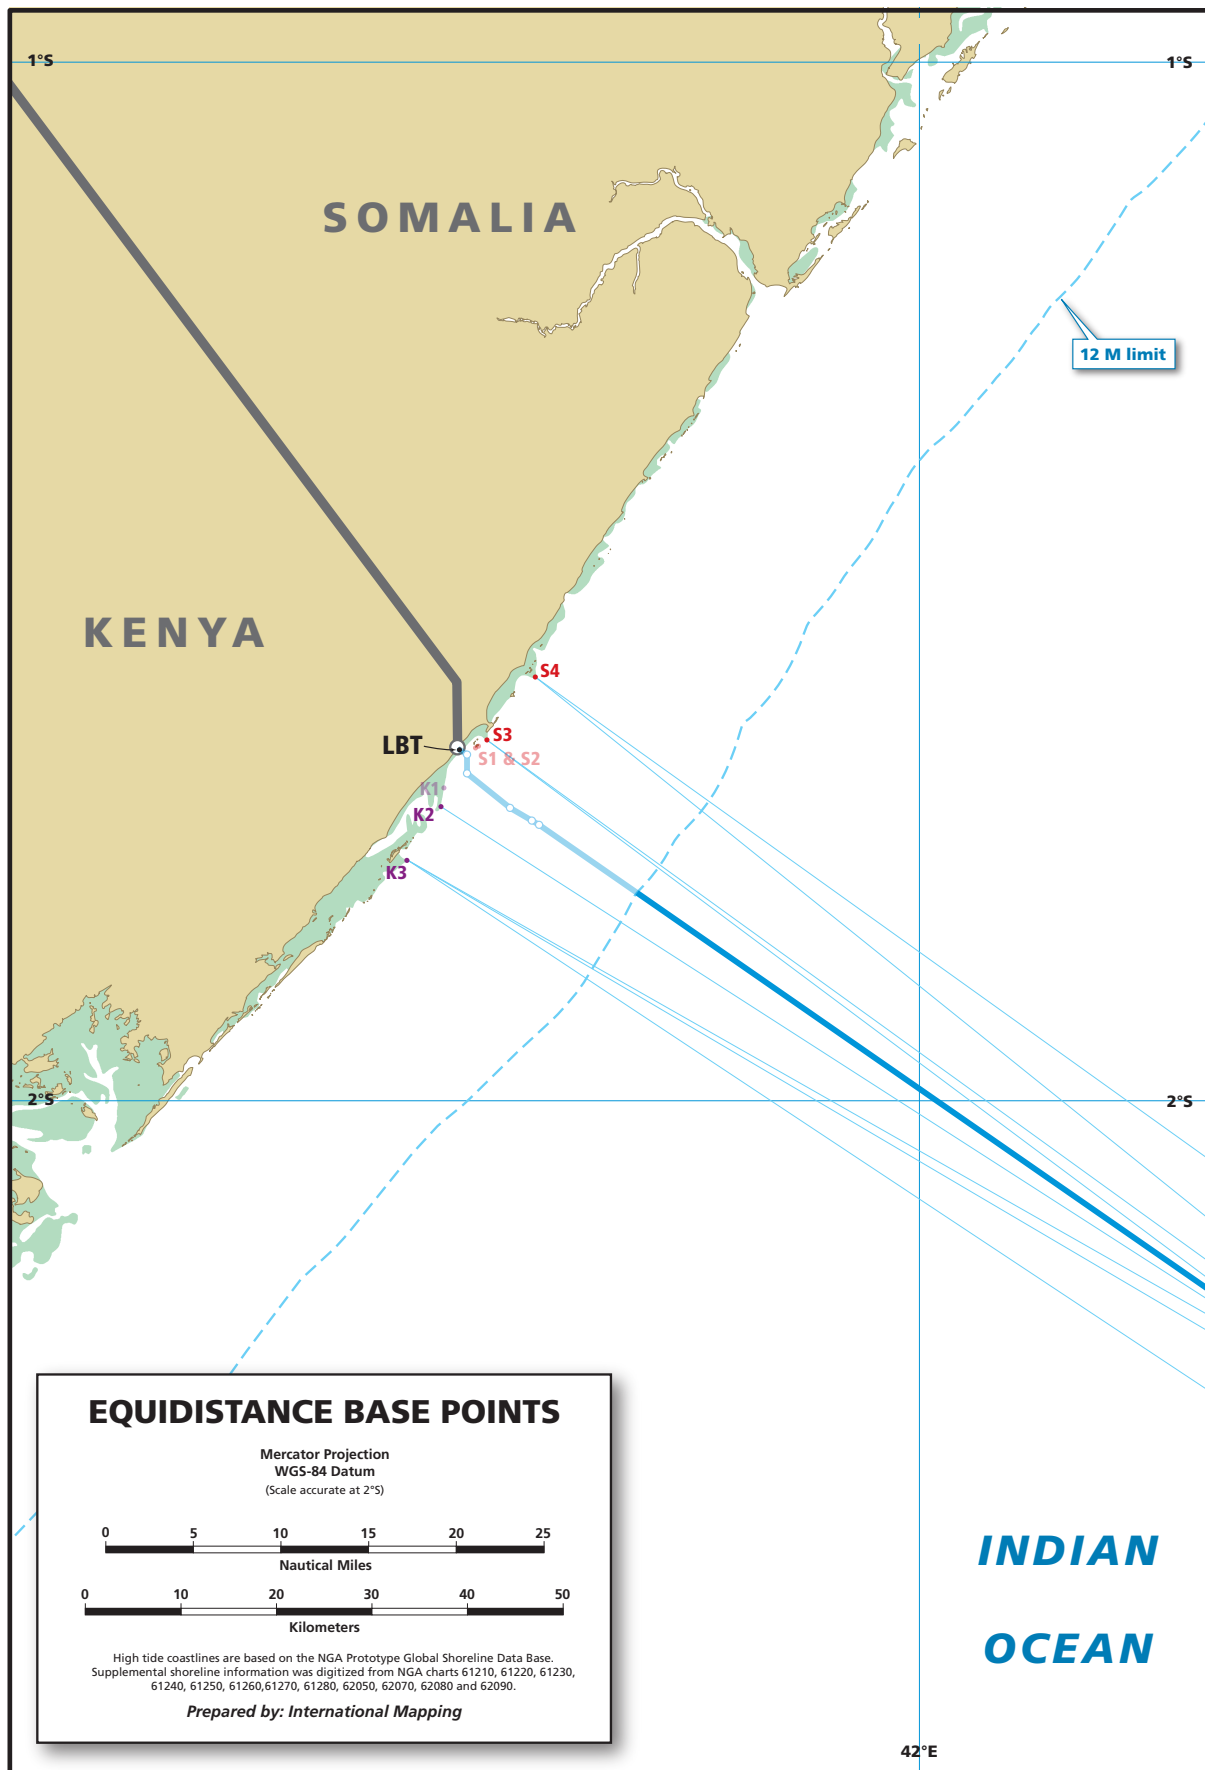 1°S
1°S
SOMALIA
12 M limit
KENYA
S4
S3
LBT
S1 & S2
K1
K2
K3
2°S
2°S
EQUIDISTANCE BASE POINTS
Mercator Projection
WGS-84 Datum
(Scale accurate at 2°S)
0 5 10 15 20 25
Nautical Miles
0 10 20 30 40 50
Kilometers
High tide coastlines are based on the NGA Prototype Global Shoreline Data Base.
Supplemental shoreline information was digitized from NGA charts 61210, 61220, 61230,
61240, 61250, 61260,61270, 61280, 62050, 62070, 62080 and 62090.
Prepared by: International Mapping
INDIAN
OCEAN
42°E